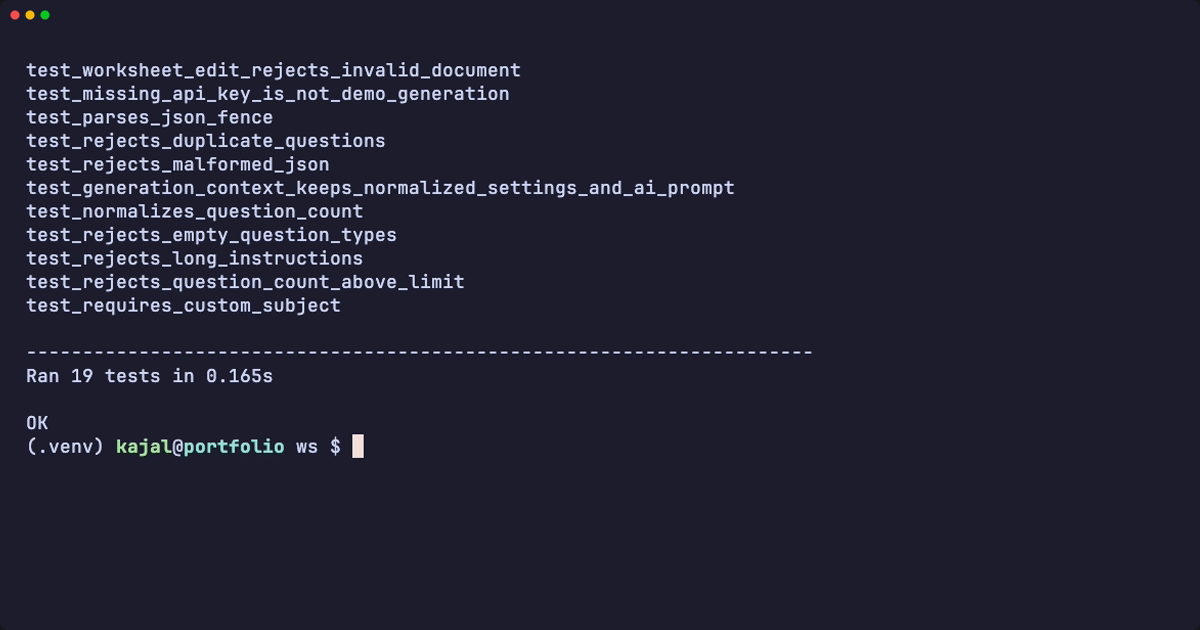 test_worksheet_edit_rejects_invalid_document
test_missing_api_key_is_not_demo_generation
test_parses_json_fence
test_rejects_duplicate_questions
test_rejects_malformed_json
test_generation_context_keeps_normalized_settings_and_ai_prompt
test_normalizes_question_count
test_rejects_empty_question_types
test_rejects_long_instructions
test_rejects_question_count_above_limit
test_requires_custom_subject
----------------------------------------------------------------------
Ran 19 tests in 0.165s
OK
(.venv) kajal@portfolio ws $